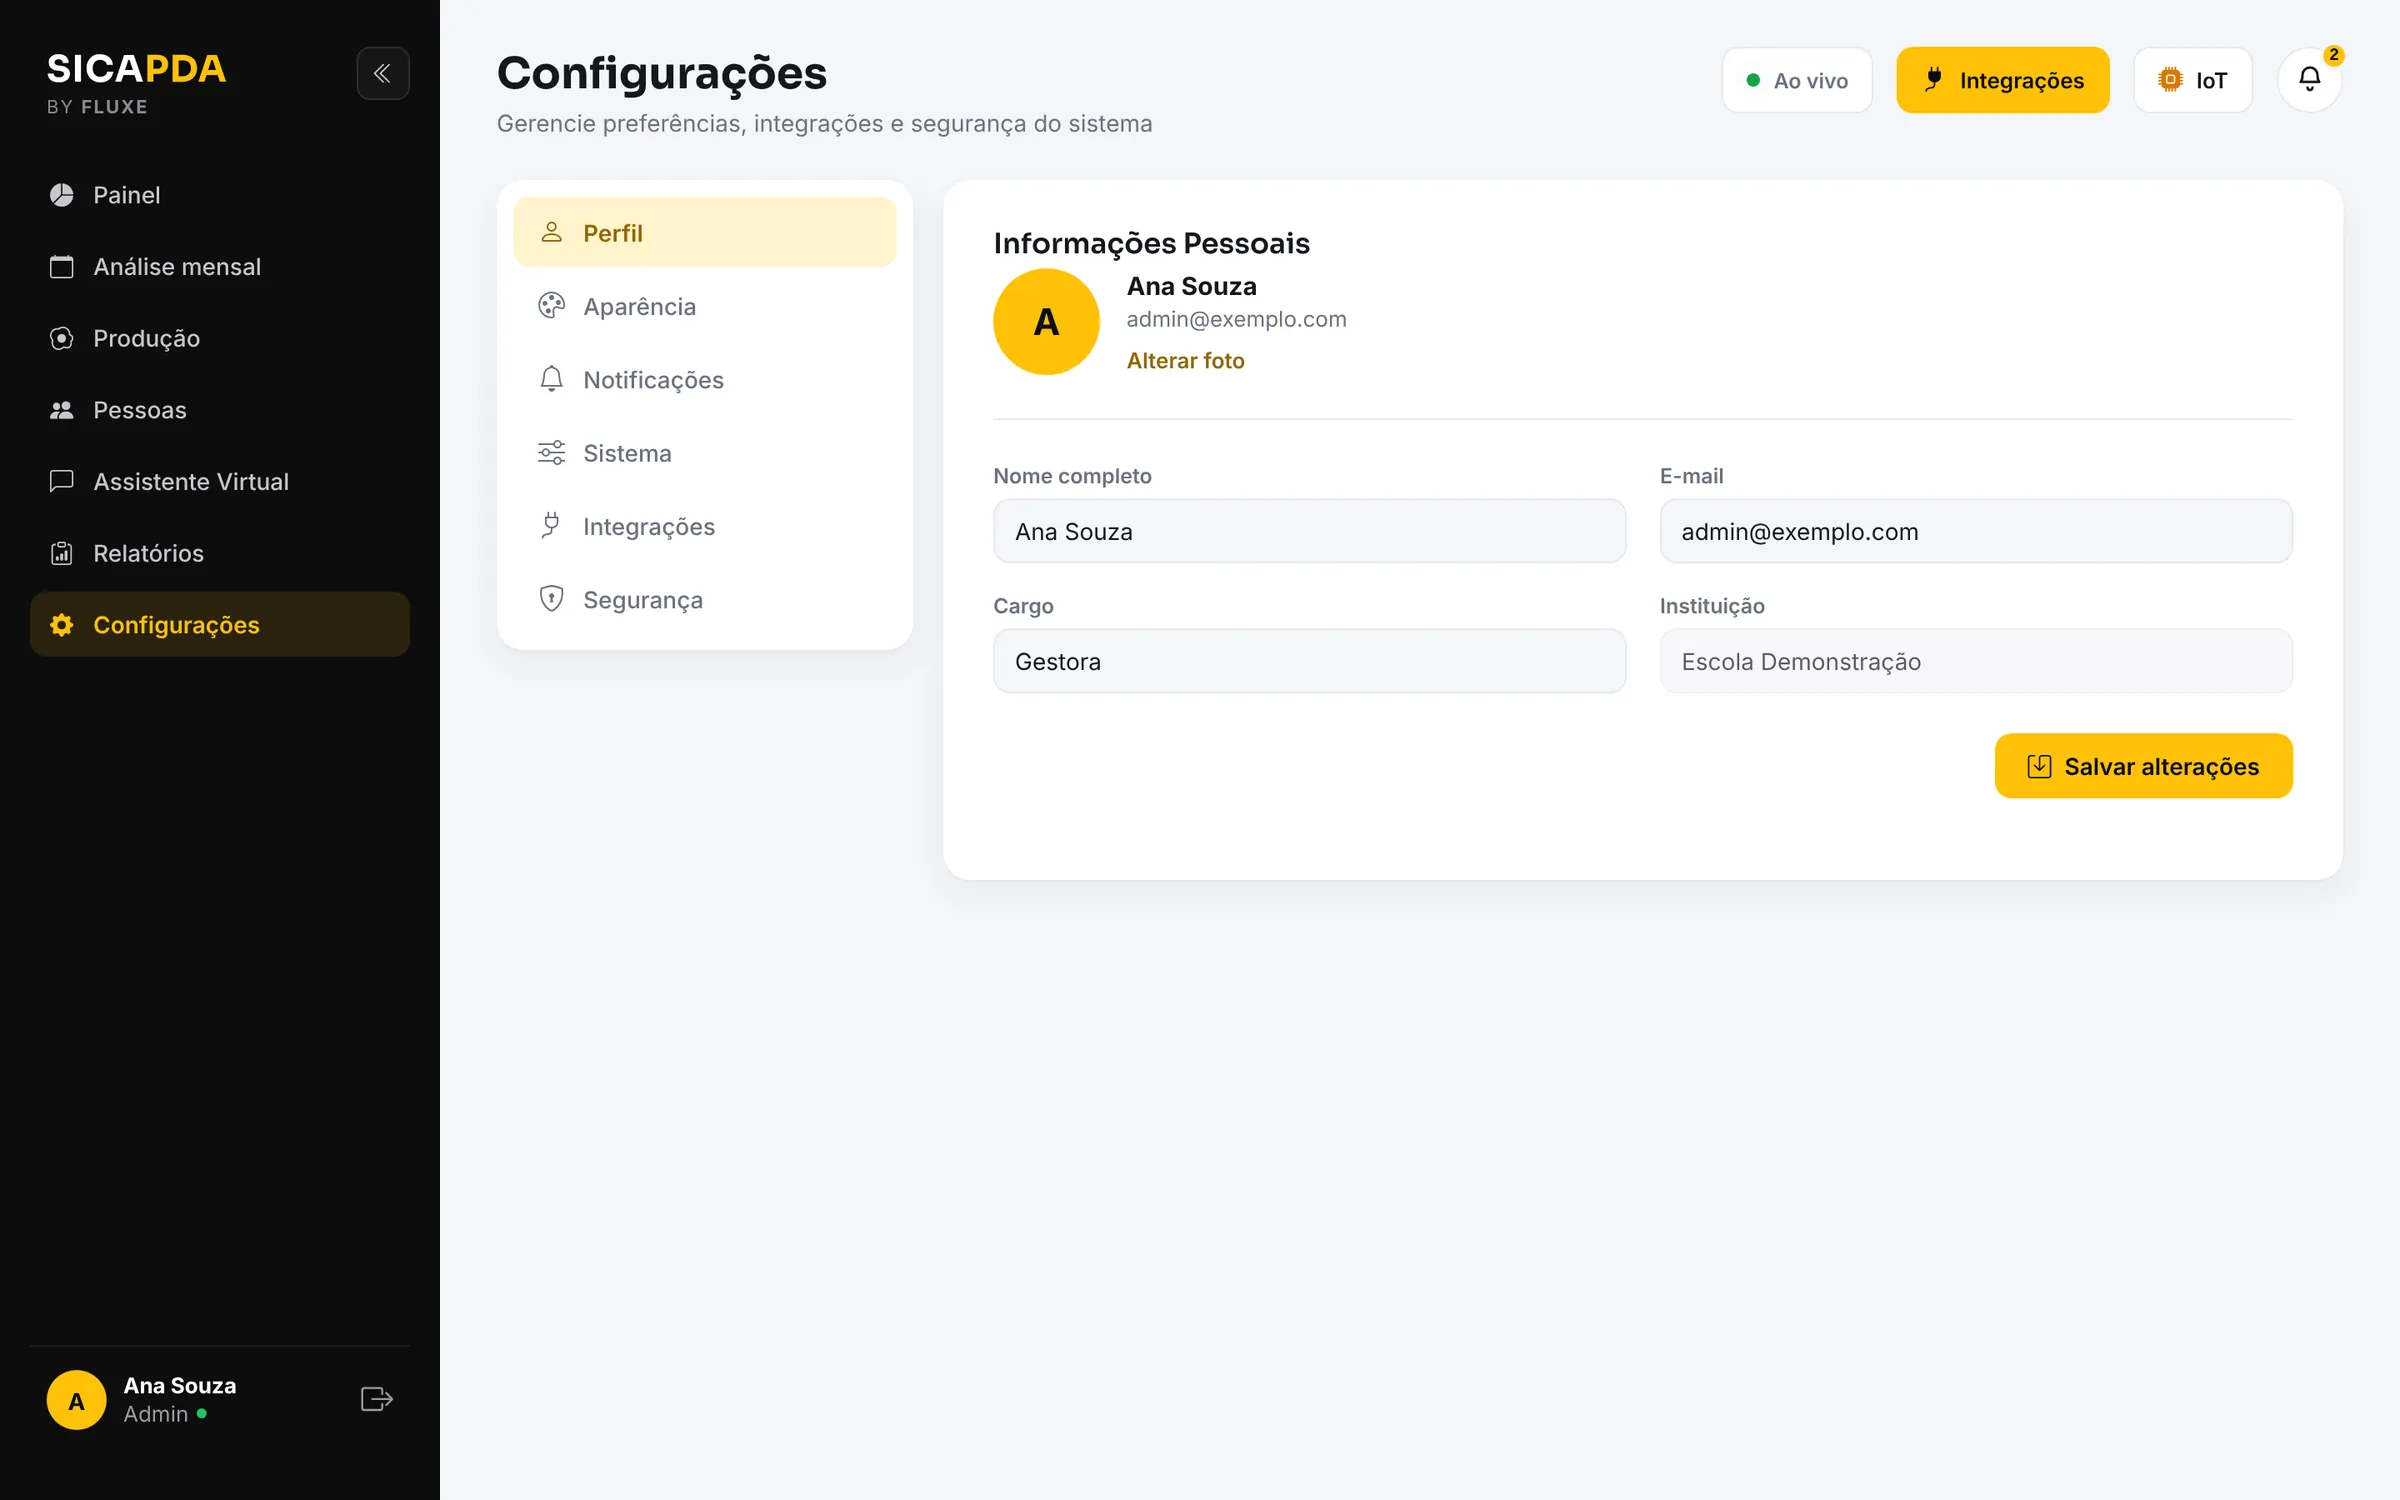 SICAPDA
BY FLUXE
Painel
Análise mensal
Produção
Pessoas
Assistente Virtual
Relatórios
Configurações
A
Ana Souza
Admin
Configurações
Gerencie preferências, integrações e segurança do sistema
Ao vivo
Integrações
IoT
2
Perfil
Aparência
Notificações
Sistema
Integrações
Segurança
Informações Pessoais
A
Ana Souza
admin@exemplo.com
Alterar foto
Nome completo
Ana Souza
E-mail
admin@exemplo.com
Cargo
Gestora
Instituição
Escola Demonstração
Salvar alterações